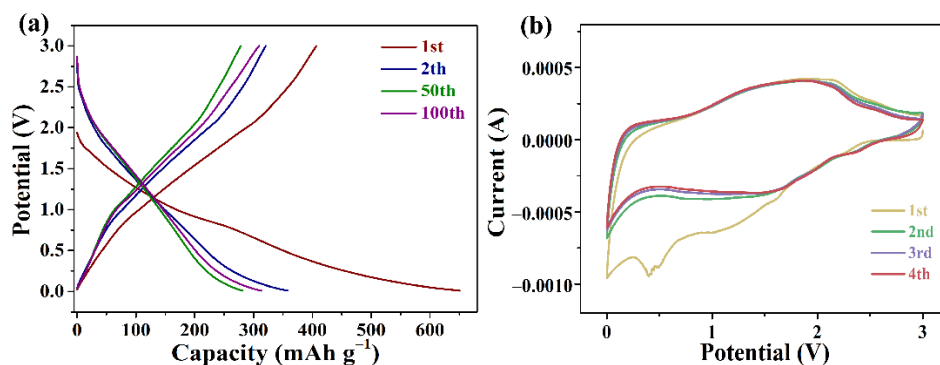 (a)
3.0
2.5
2.0
1.5
1.0
0.5
0.0
Potential (V)
1st
2th
50th
100th
0 100 200 300 400 500 600
Capacity (mAh g⁻¹)
(b)
0.0005
0.0000
−0.0005
−0.0010
Current (A)
1st
2nd
3rd
4th
0 1 2 3
Potential (V)